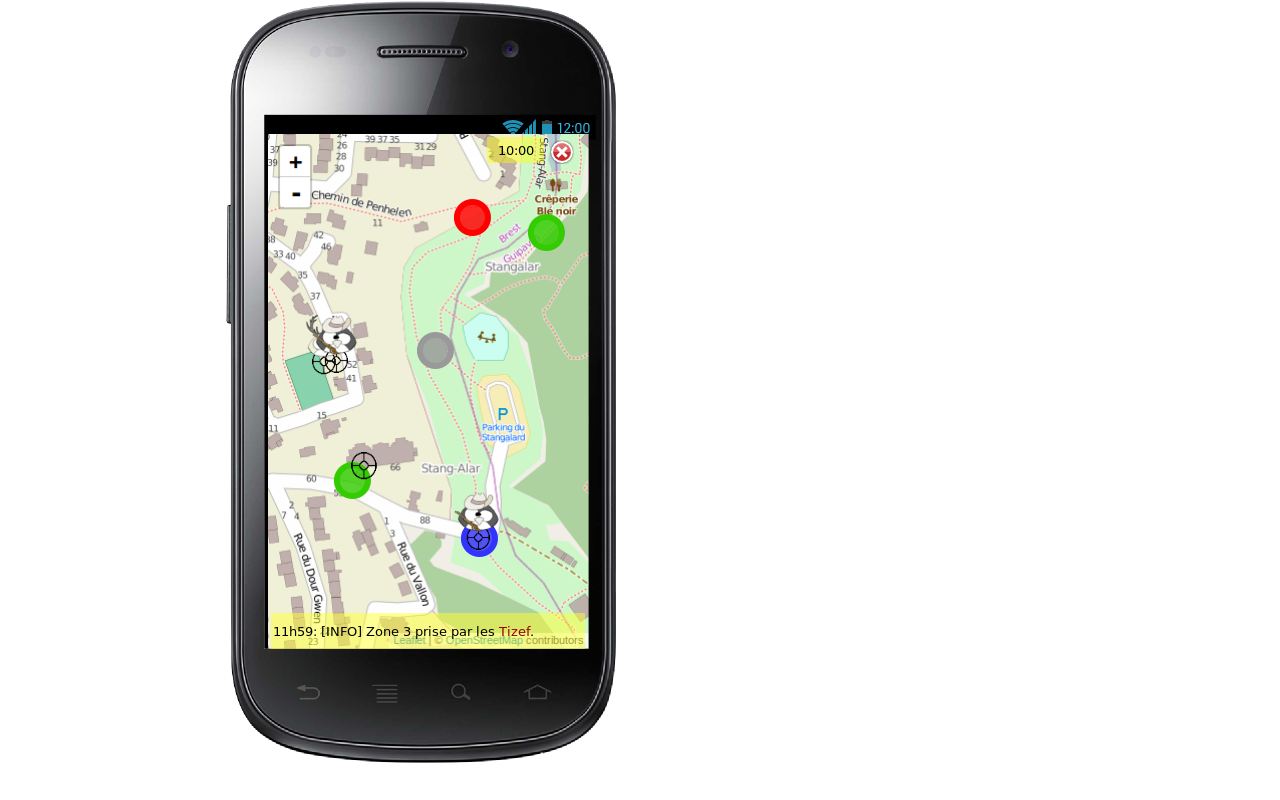 12:00
10:00
+
-
24
26
28
30
39 37 35
31 29
37
39
1
Stang-Alar
Crêperie
Blé noir
Chemin de Penhelen
11
Brest
Stangalar
42
46
38
33 40
35
37
52
41
15
11
P
Parking du
Stangalard
Stang-Alar
66
60
2
7 4
1
3
88
Rue du Dour Gwen
Rue du Vallon
11h59: [INFO] Zone 3 prise par les Tizef.
Leaflet | © OpenStreetMap contributors
23